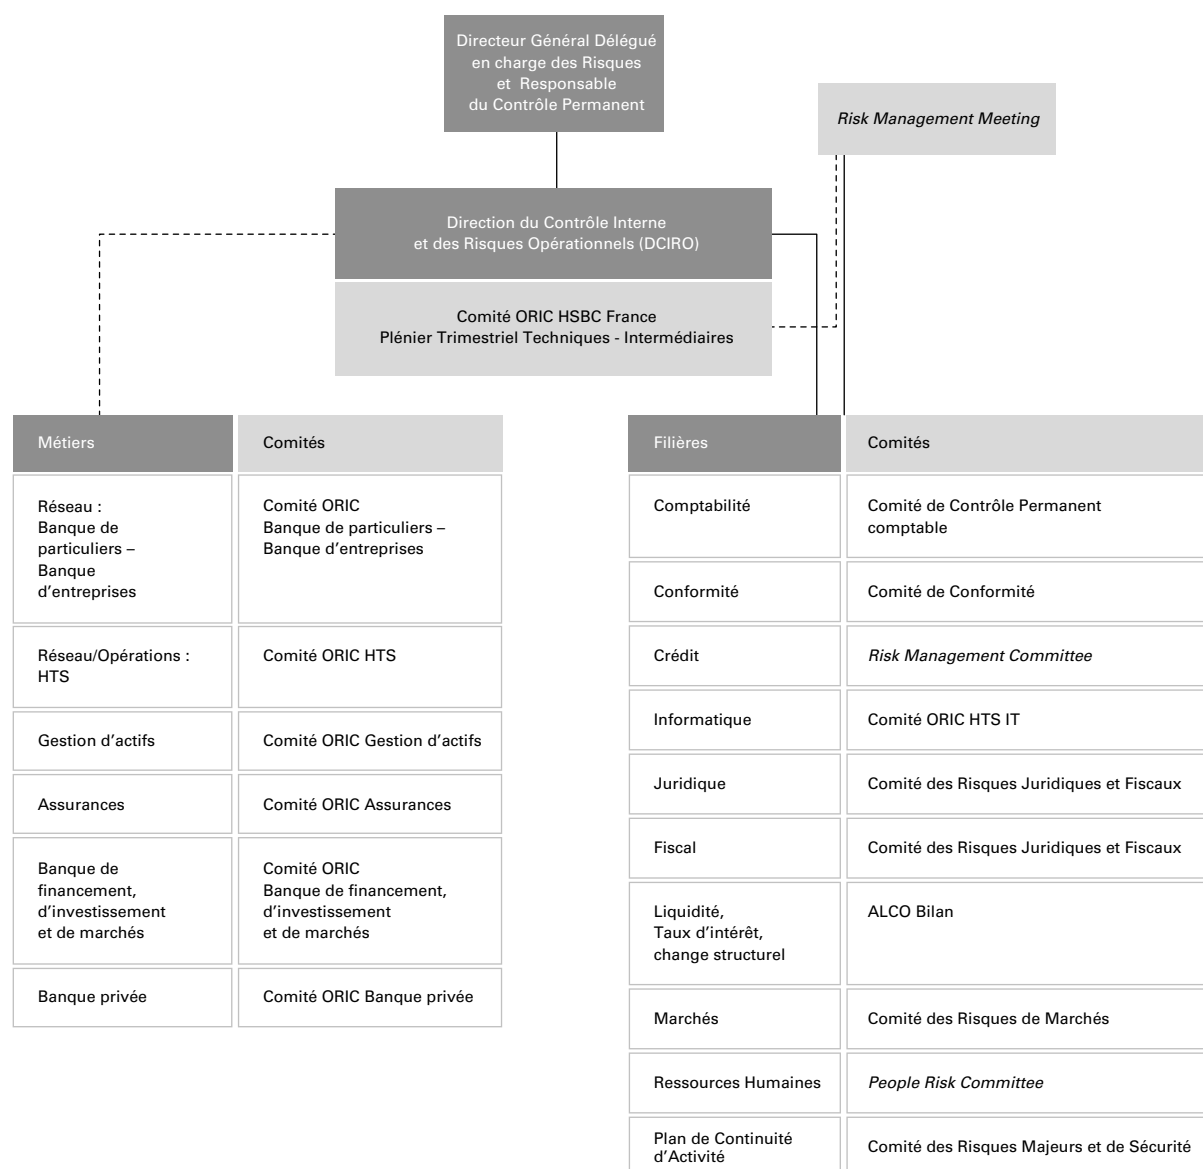 Directeur Général Délégué
en charge des Risques
et Responsable
du Contrôle Permanent
Risk Management Meeting
Direction du Contrôle Interne
et des Risques Opérationnels (DCIRO)
Comité ORIC HSBC France
Plénier Trimestriel Techniques - Intermédiaires
Métiers
Comités
Réseau :
Banque de
particuliers –
Banque
d’entreprises
Comité ORIC
Banque de particuliers –
Banque d’entreprises
Réseau/Opérations :
HTS
Comité ORIC HTS
Gestion d’actifs
Comité ORIC Gestion d’actifs
Assurances
Comité ORIC Assurances
Banque de
financement,
d’investissement
et de marchés
Comité ORIC
Banque de financement,
d’investissement
et de marchés
Banque privée
Comité ORIC Banque privée
Filières
Comités
Comptabilité
Comité de Contrôle Permanent
comptable
Conformité
Comité de Conformité
Crédit
Risk Management Committee
Informatique
Comité ORIC HTS IT
Juridique
Comité des Risques Juridiques et Fiscaux
Fiscal
Comité des Risques Juridiques et Fiscaux
Liquidité,
Taux d’intérêt,
change structurel
ALCO Bilan
Marchés
Comité des Risques de Marchés
Ressources Humaines
People Risk Committee
Plan de Continuité
d’Activité
Comité des Risques Majeurs et de Sécurité